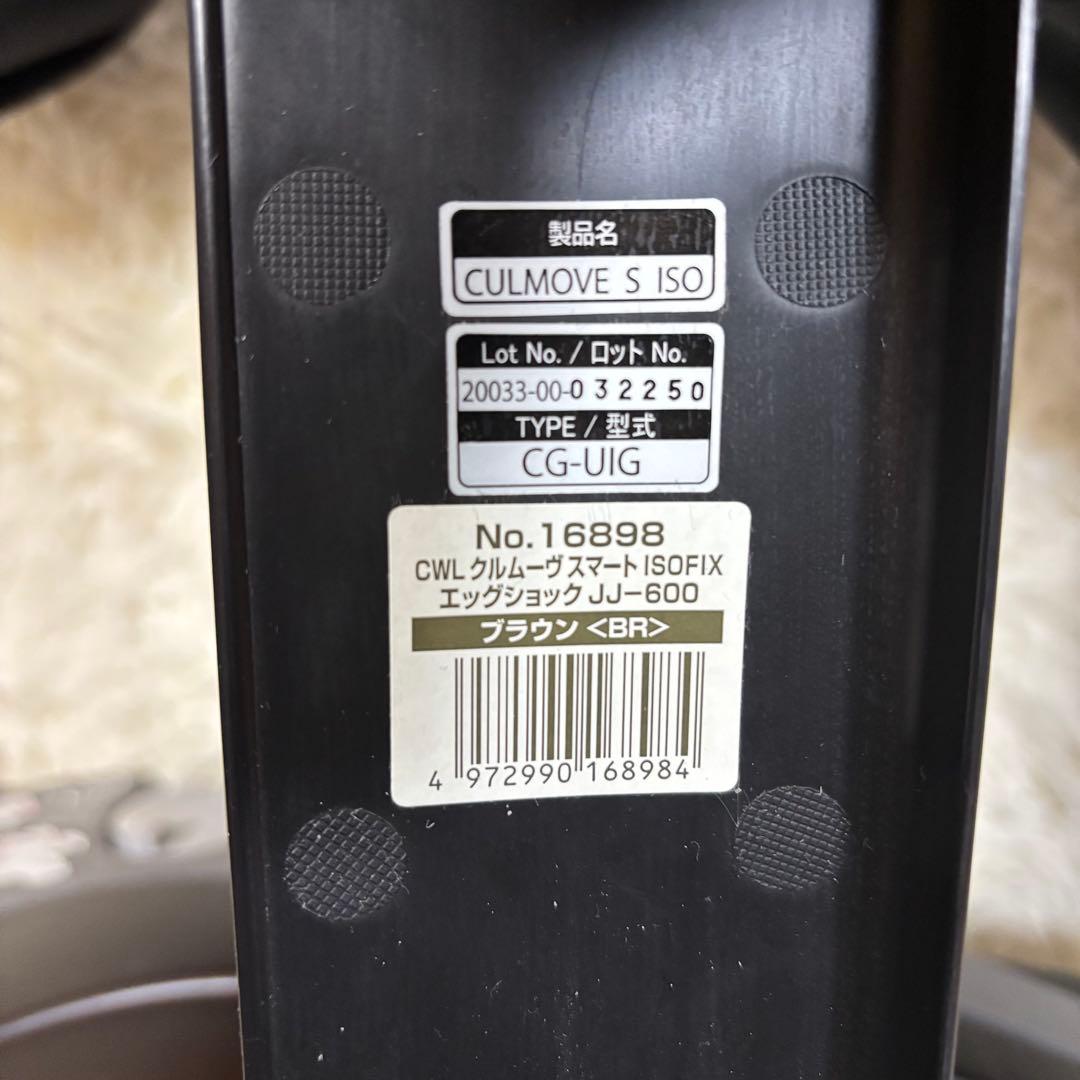 製品名
CULMOVE S ISO
Lot No. / ロット No.
20033-00-032250
TYPE / 型式
CG-UIG
No.16898
CWL クルムーヴ スマート ISOFIX
エッグショック JJ-600
ブラウン <BR>
4 972990 168984